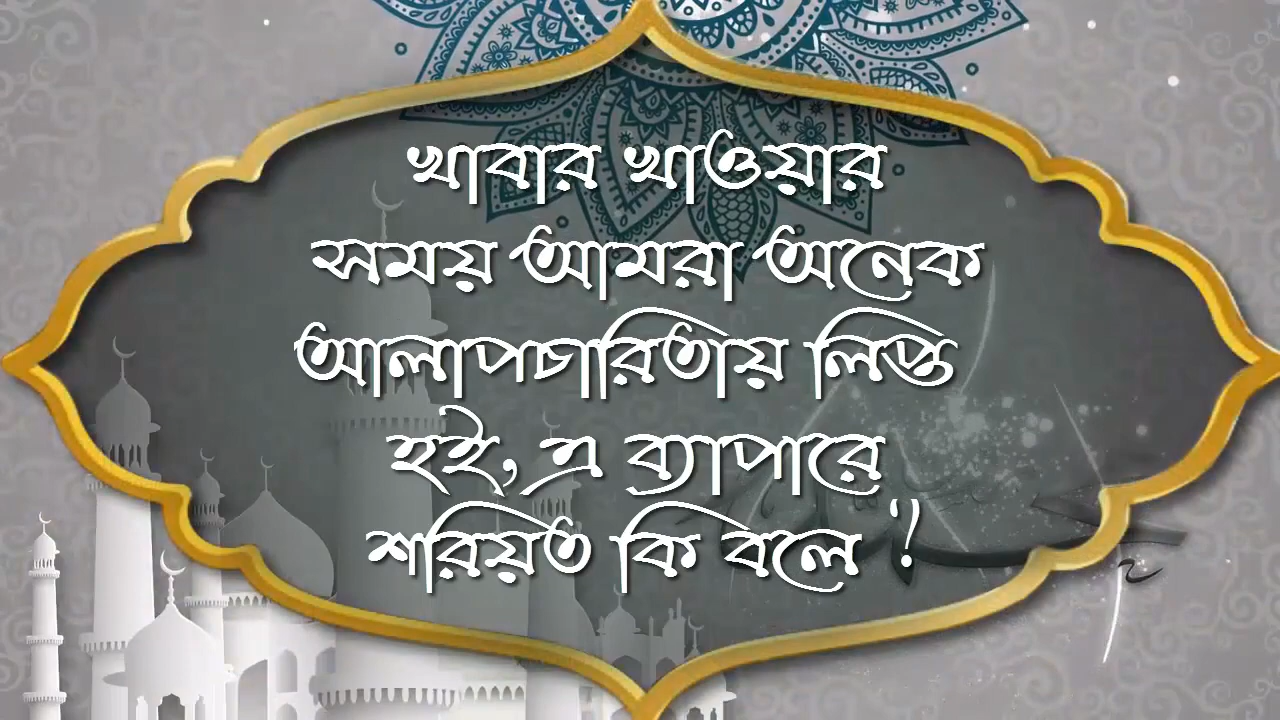 খাবার খাওয়ার
সময় আমরা অনেক
আলাপচারিতায় লিপ্ত
হই, এ ব্যাপারে
শরিয়ত কি বলে ?